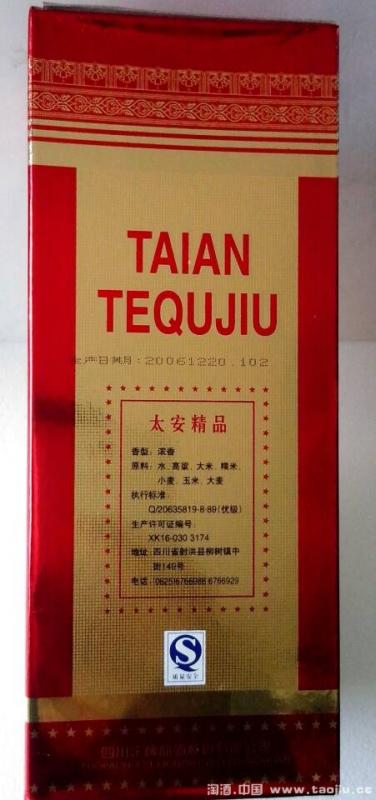 TAIAN
TEQUJIU
生产日期:20061220.102
太安精品
香型: 浓香
原料: 水、高粱、大米、糯米、
小麦、玉米、大麦
执行标准:
Q/20635819-8-89(优级)
生产许可证编号:
XK16-030 3174
地址: 四川省射洪县柳树镇中
街149号
电话: 0825)6766988 6766929
质量安全
淘酒.中国 www.taojiu.cc